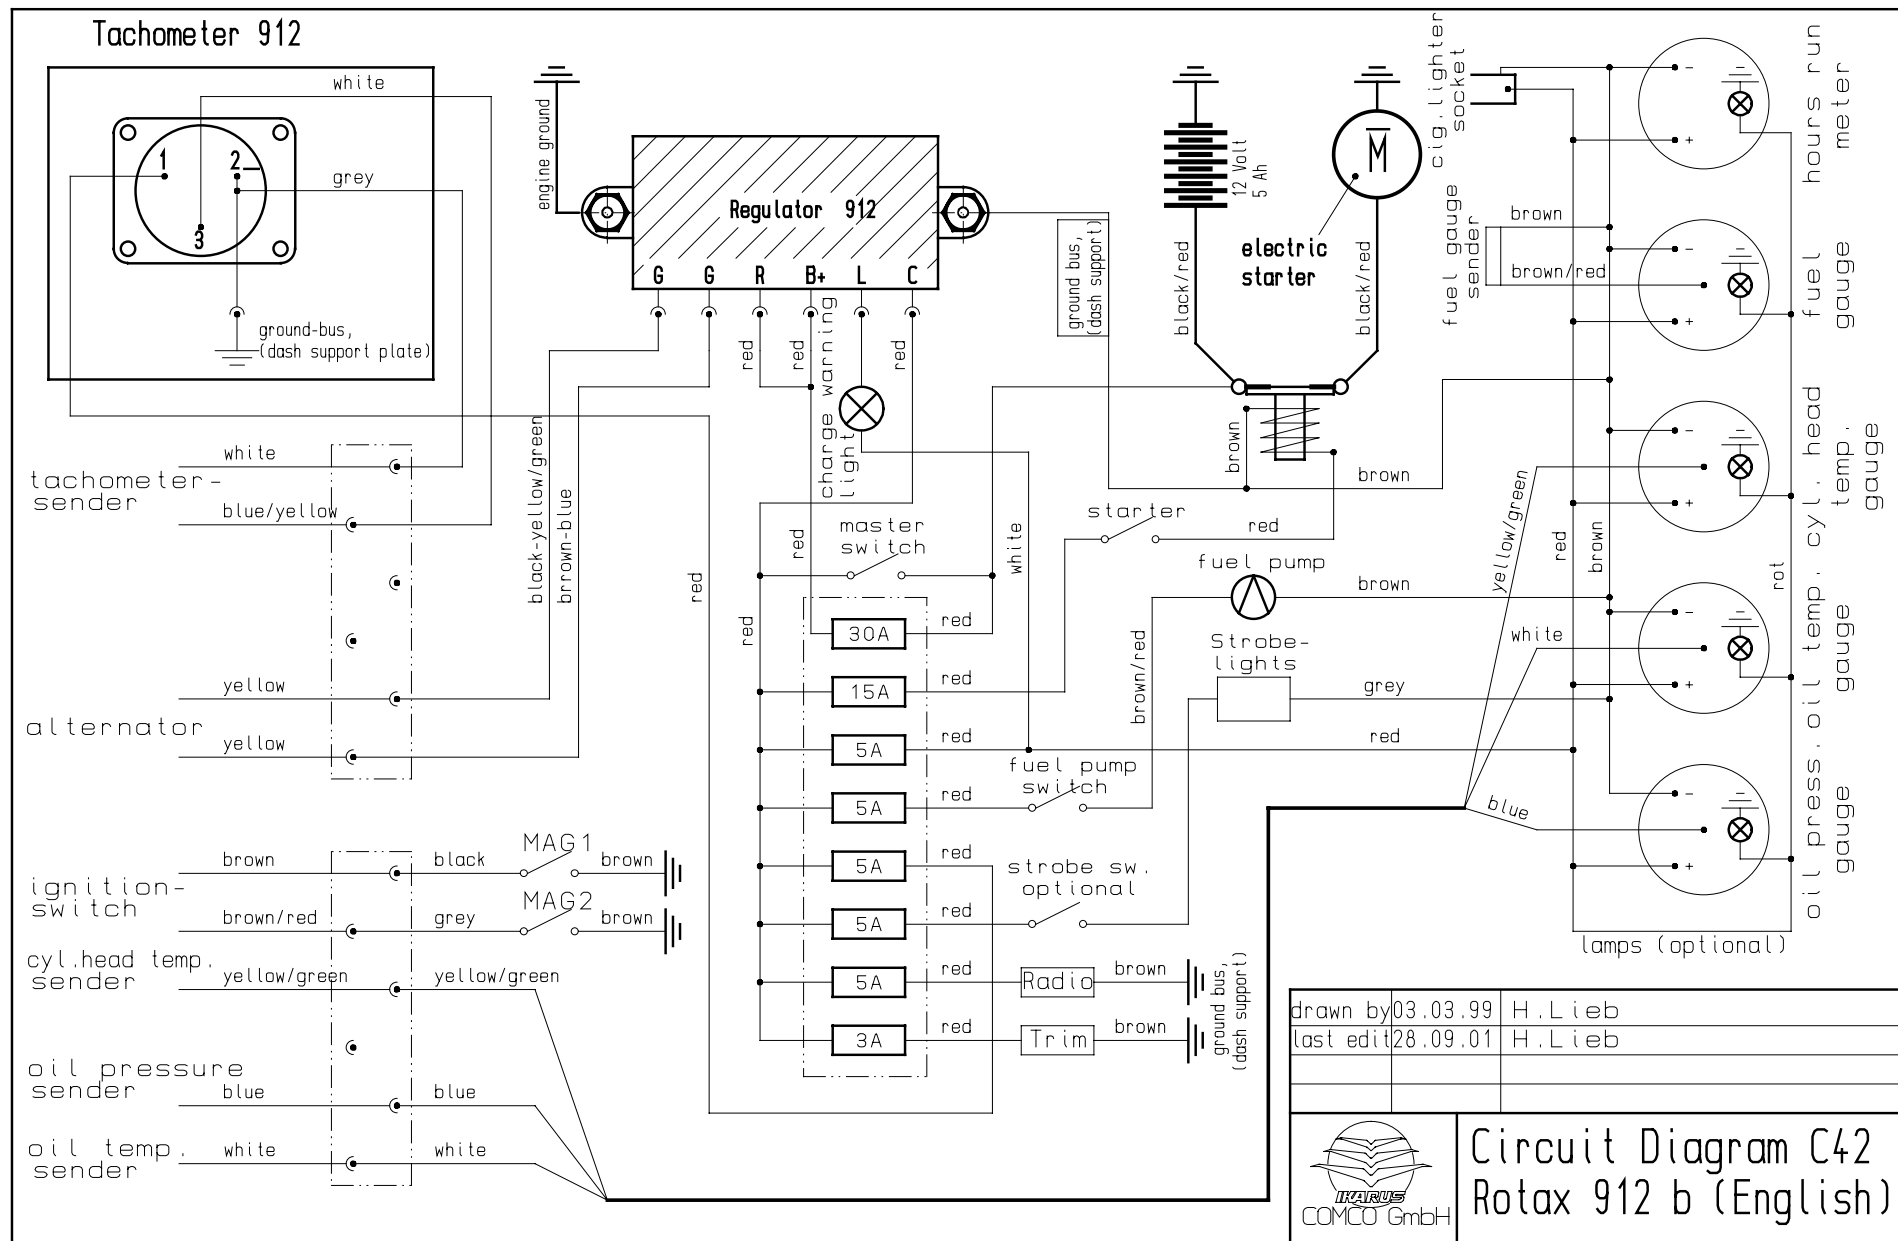 Tachometer 912
white
1
2
grey
3
ground-bus,
(dash support plate)
engine ground
Regulator 912
G
G
R
B+
L
C
red
red
charge warning
light
red
12 Volt
5 Ah
M
electric
starter
black/red
black/red
ground bus,
(dash support)
cig.lighter
socket
fuel gauge
sender
brown
brown/red
-
+
hours run
meter
-
+
fuel
gauge
-
+
cyl. head
temp.
gauge
-
+
oil temp.
gauge
-
+
oil press.
gauge
tachometer-
sender
white
blue/yellow
alternator
yellow
yellow
black-yellow/green
brrown-blue
red
red
red
master
switch
white
starter
red
brown
brown
fuel pump
brown
brown/red
Strobe-
lights
grey
red
yellow/green
white
blue
red
brown
rot
30A
red
15A
red
5A
red
fuel pump
switch
5A
red
5A
red
strobe sw.
optional
5A
red
5A
red
Radio
brown
3A
red
Trim
brown
ground bus,
(dash support)
ignition-
switch
brown
black
MAG1
brown
brown/red
grey
MAG2
brown
cyl.head temp.
sender
yellow/green
yellow/green
oil pressure
sender
blue
blue
oil temp.
sender
white
white
lamps (optional)
drawn by 03.03.99 H.Lieb
last edit 28.09.01 H.Lieb
IKARUS
COMCO GmbH
Circuit Diagram C42
Rotax 912 b (English)